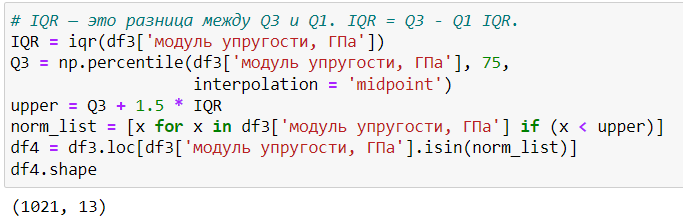 # IQR – это разница между Q3 и Q1. IQR = Q3 - Q1 IQR.
IQR = iqr(df3['модуль упругости, ГПа'])
Q3 = np.percentile(df3['модуль упругости, ГПа'], 75,
interpolation = 'midpoint')
upper = Q3 + 1.5 * IQR
norm_list = [x for x in df3['модуль упругости, ГПа'] if (x < upper)]
df4 = df3.loc[df3['модуль упругости, ГПа'].isin(norm_list)]
df4.shape
(1021, 13)